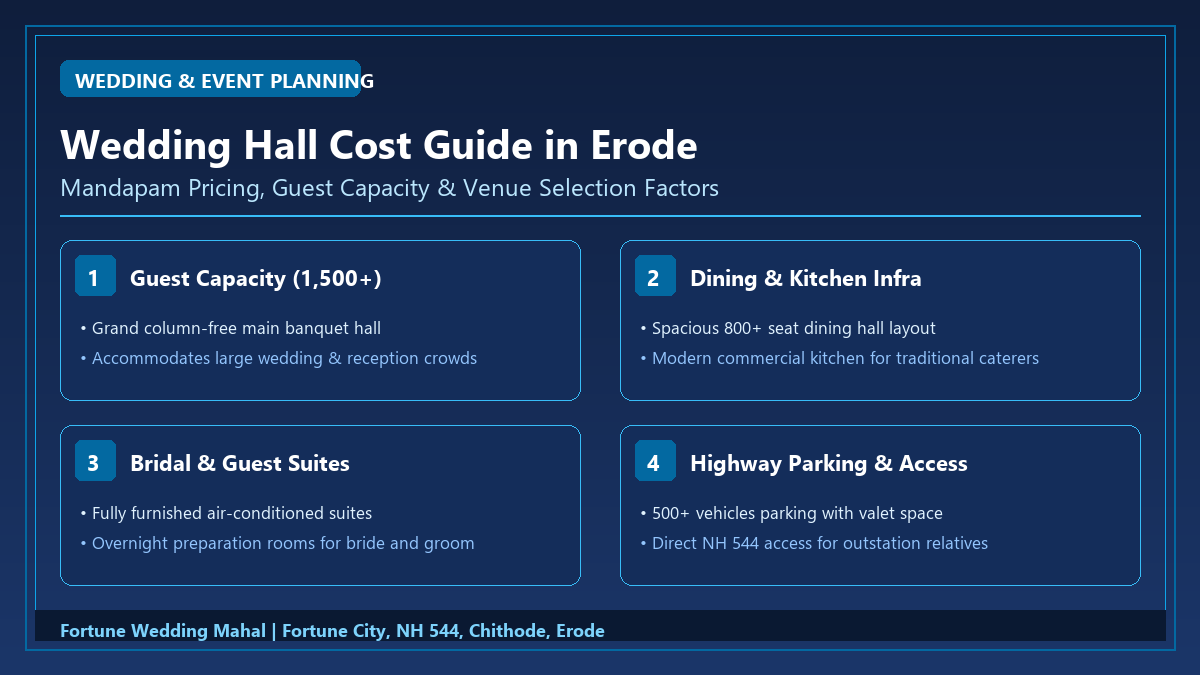 WEDDING & EVENT PLANNING
Wedding Hall Cost Guide in Erode
Mandapam Pricing, Guest Capacity & Venue Selection Factors
1
Guest Capacity (1,500+)
• Grand column-free main banquet hall
• Accommodates large wedding & reception crowds
2
Dining & Kitchen Infra
• Spacious 800+ seat dining hall layout
• Modern commercial kitchen for traditional caterers
3
Bridal & Guest Suites
• Fully furnished air-conditioned suites
• Overnight preparation rooms for bride and groom
4
Highway Parking & Access
• 500+ vehicles parking with valet space
• Direct NH 544 access for outstation relatives
Fortune Wedding Mahal | Fortune City, NH 544, Chithode, Erode